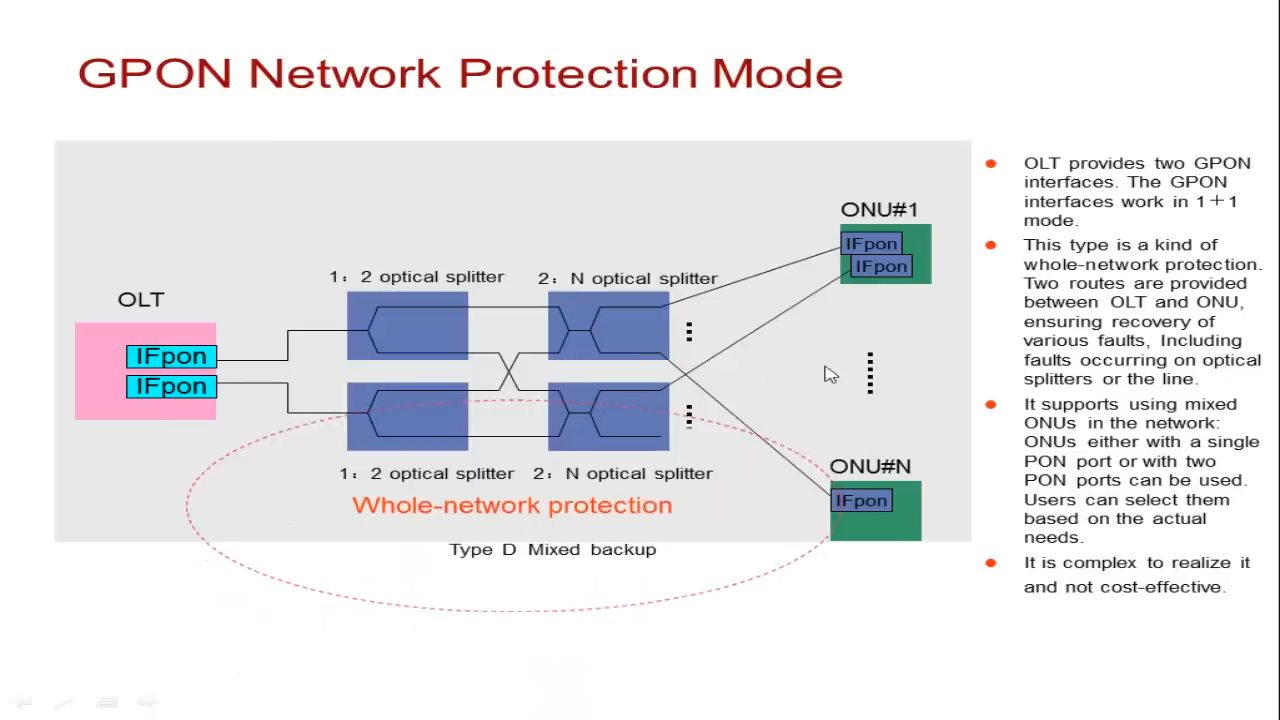 GPON Network Protection Mode
ONU#1
IFpon
IFpon
1：2 optical splitter
2：N optical splitter
OLT
IFpon
IFpon
1：2 optical splitter
2：N optical splitter
ONU#N
IFpon
Whole-network protection
Type D Mixed backup
OLT provides two GPON
interfaces. The GPON
interfaces work in 1＋1
mode.
This type is a kind of
whole-network protection.
Two routes are provided
between OLT and ONU,
ensuring recovery of
various faults, Including
faults occurring on optical
splitters or the line.
It supports using mixed
ONUs in the network:
ONUs either with a single
PON port or with two
PON ports can be used.
Users can select them
based on the actual
needs.
It is complex to realize it
and not cost-effective.